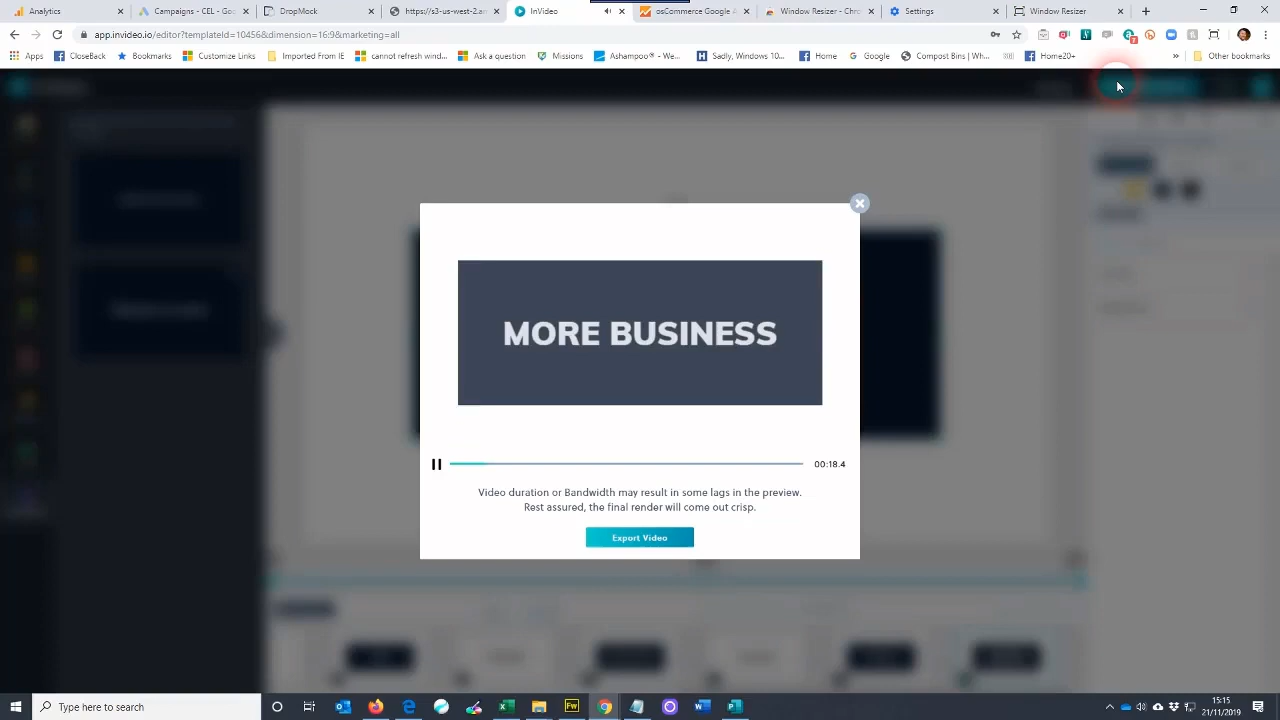 Analytics
Campaigns - CEL - Goo
DropMock
https://s3-us-west-2.a
InVideo
osCommerce Google A
Window Resizer - Chro
Settings
Window Resizer
app.invideo.io/editor?templateId=10456&dimension=16:9&marketing=all
Apps
CloseBack
Bookmarks
Customize Links
Imported From IE
cannot refresh wind...
Ask a question
Missions
Ashampoo® - W...
Home
Sadly, Windows 10...
Home
Compost Bins | Wh...
Home20+
»
Other bookmarks
MORE BUSINESS
00:18.4
Video duration or Bandwidth may result in some lags in the preview.
Rest assured, the final render will come out crisp.
Export Video
Type here to search
15:15
21/11/2019